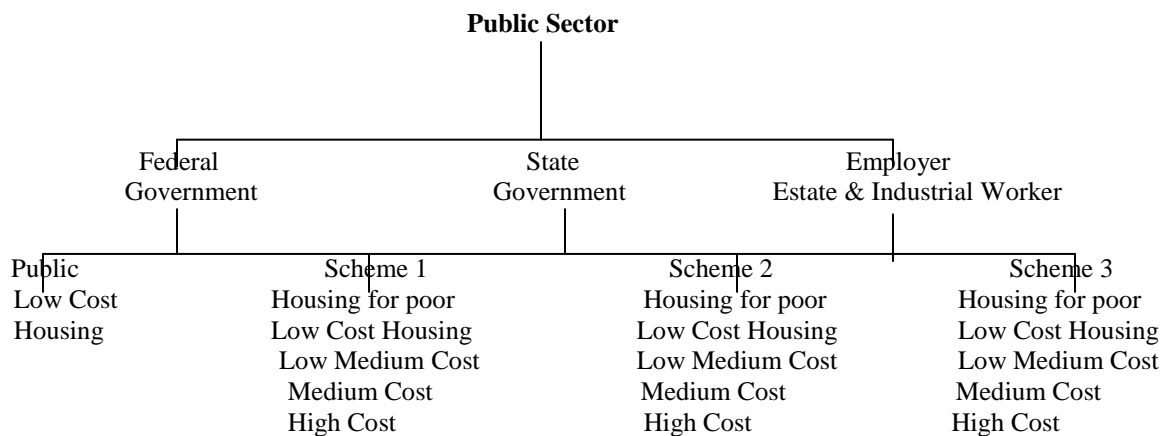 Public Sector
Federal
Government
State
Government
Employer
Estate & Industrial Worker
Public
Low Cost
Housing
Scheme 1
Housing for poor
Low Cost Housing
Low Medium Cost
Medium Cost
High Cost
Scheme 2
Housing for poor
Low Cost Housing
Low Medium Cost
Medium Cost
High Cost
Scheme 3
Housing for poor
Low Cost Housing
Low Medium Cost
Medium Cost
High Cost